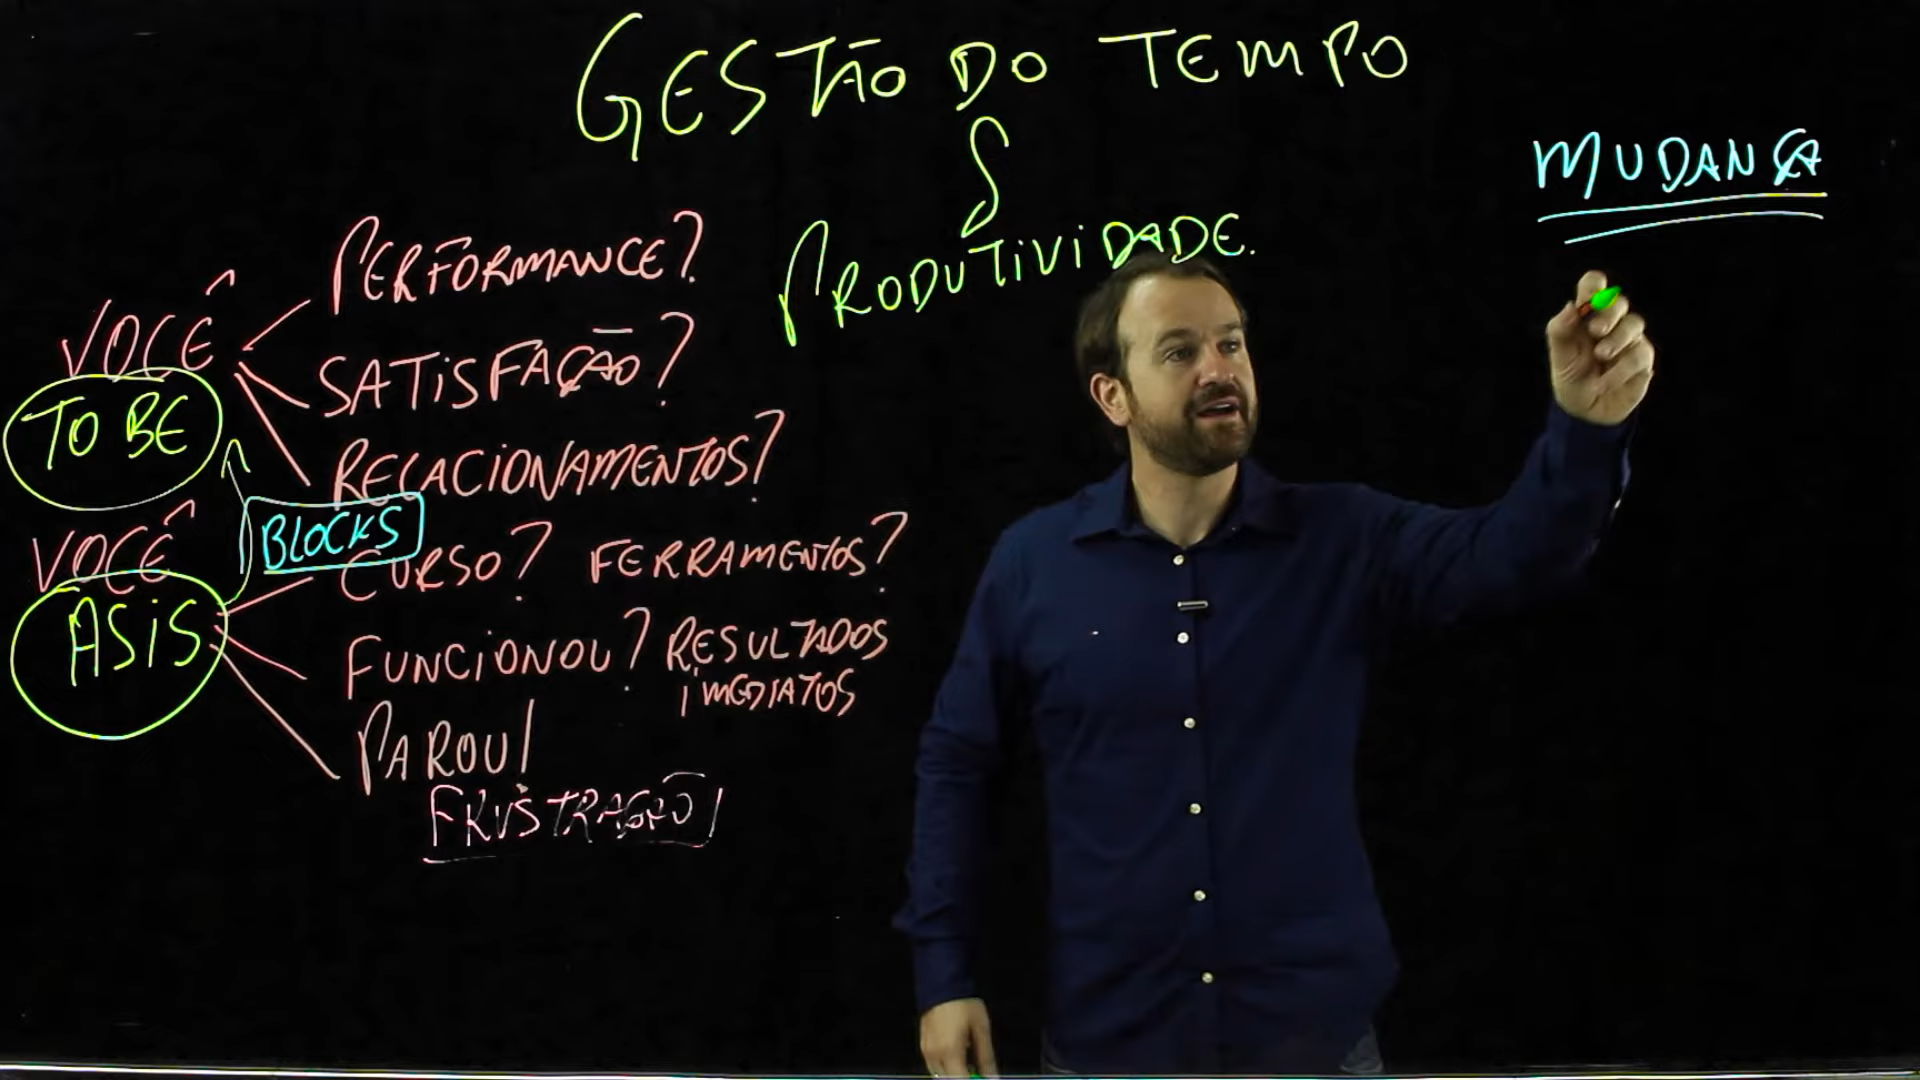 GESTÃO DO TEMPO
&
PRODUTIVIDADE.
MUDANÇA
VOCÊ
TO BE
PERFORMANCE?
SATISFAÇÃO?
RELACIONAMENTOS?
BLOCKS
VOCÊ
ASIS
CURSO? FERRAMENTOS?
FUNCIONOU? RESULTADOS
IMEDIATOS
PAROU!
FRUSTRAÇÃO!